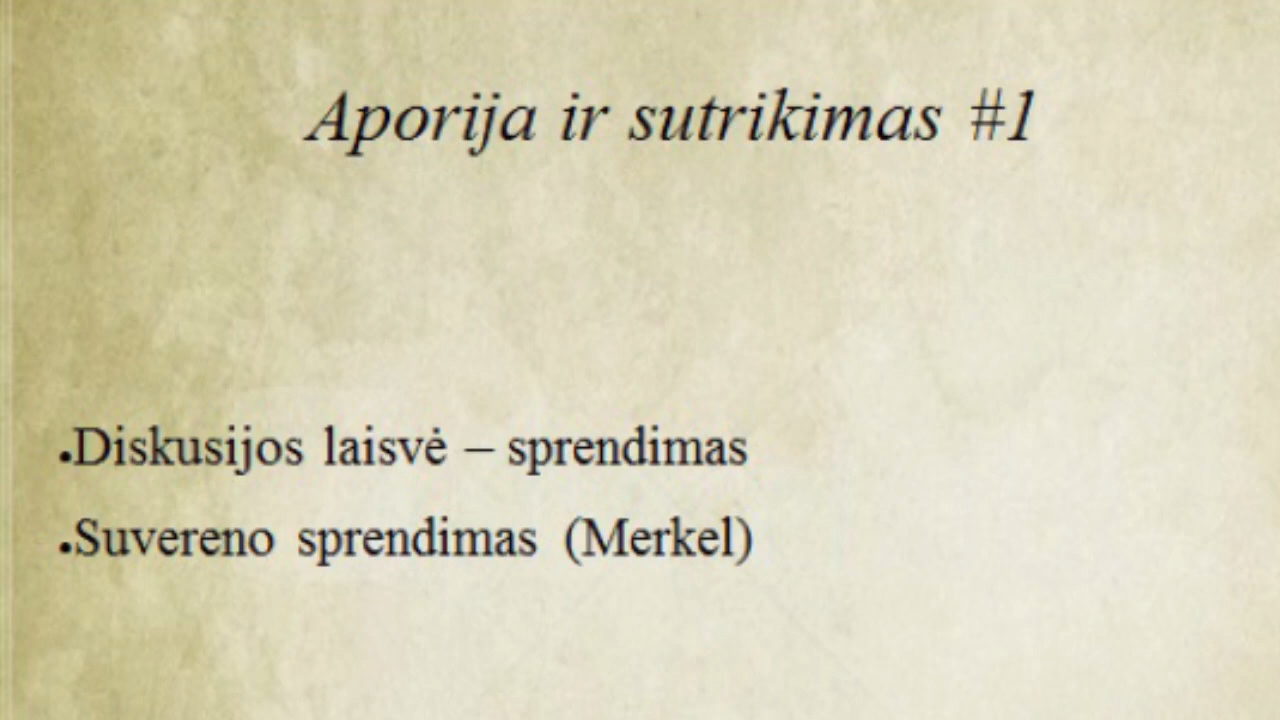 Aporija ir sutrikimas #1
•Diskusijos laisvė – sprendimas
•Suvereno sprendimas (Merkel)